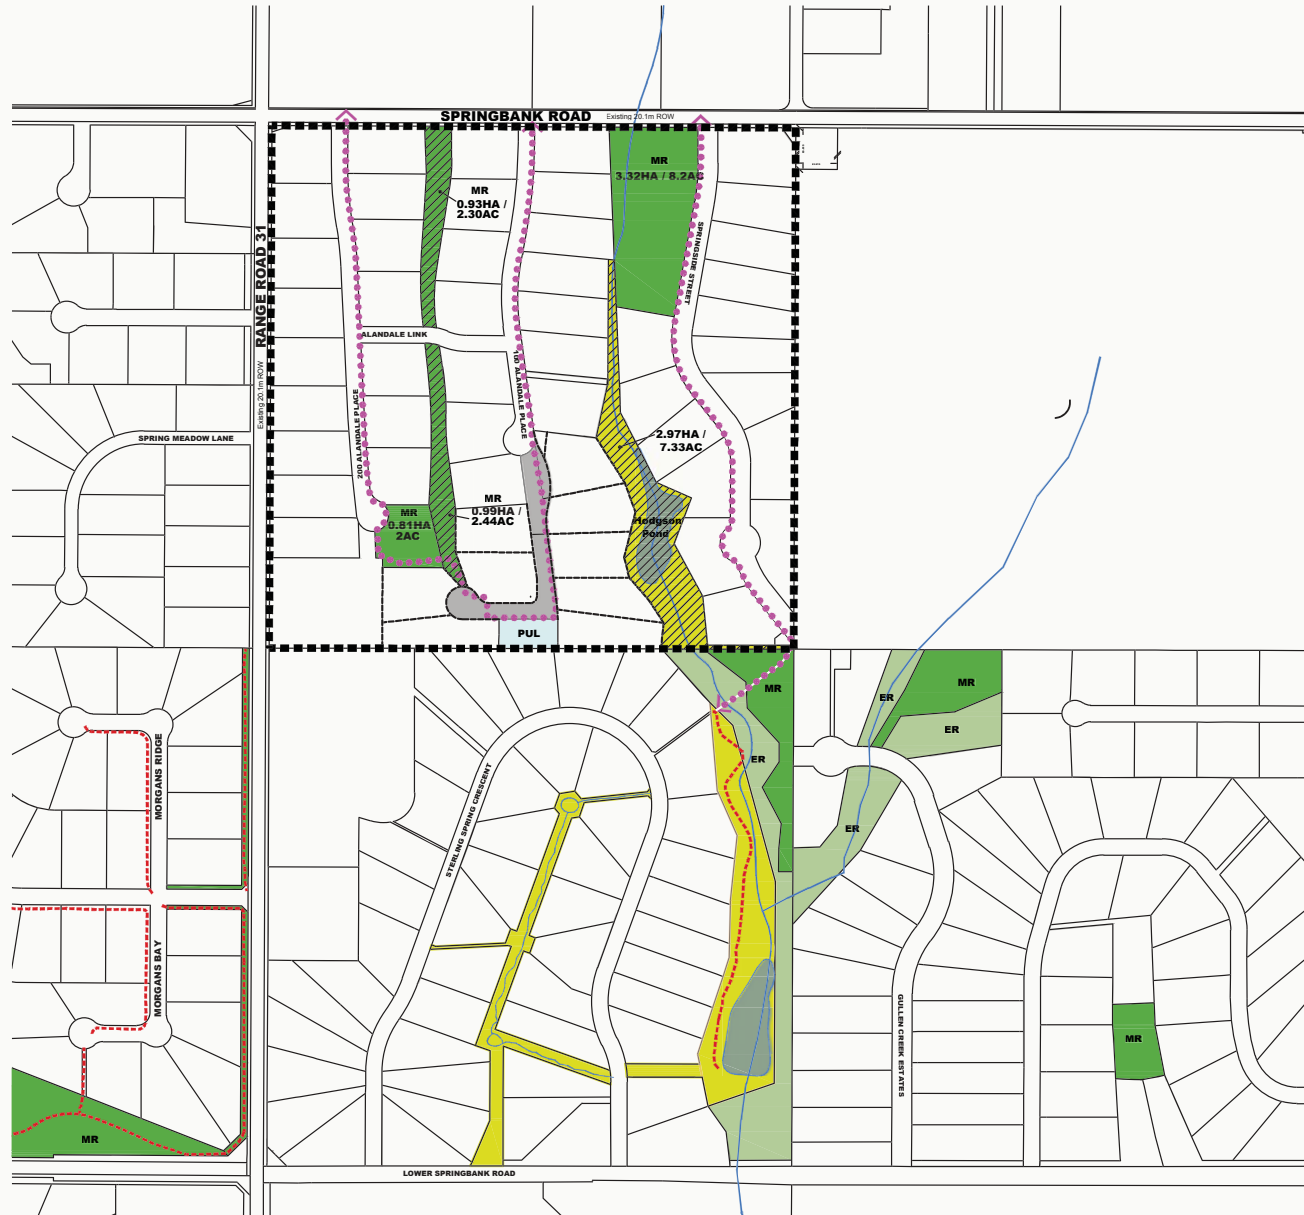 SPRINGBANK ROAD
Existing 20.1m ROW
MR
3.32HA / 8.2AC
MR
0.93HA /
2.30AC
RANGE ROAD 31
Existing 20.1m ROW
SPRINGSIDE STREET
ALANDALE LINK
100 ALANDALE PLACE
200 ALANDALE PLACE
SPRING MEADOW LANE
2.97HA /
7.33AC
MR
0.99HA /
2.44AC
MR
0.81HA
2AC
Hodgson
Pond
PUL
MR
ER
MR
ER
ER
ER
MORGANS RIDGE
STERLING SPRING CRESCENT
MORGANS BAY
GULLEN CREEK ESTATES
MR
MR
LOWER SPRINGBANK ROAD